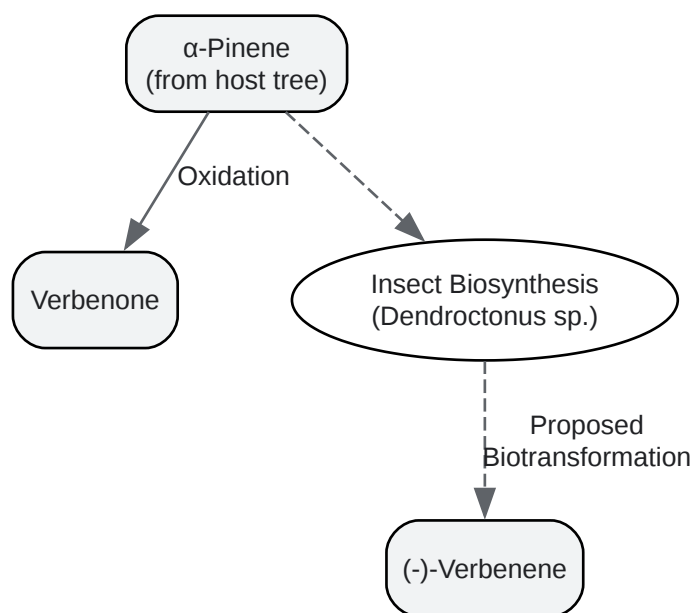 α-Pinene
(from host tree)
Oxidation
Verbenone
Insect Biosynthesis
(Dendroctonus sp.)
Proposed
Biotransformation
(-)-Verbenene